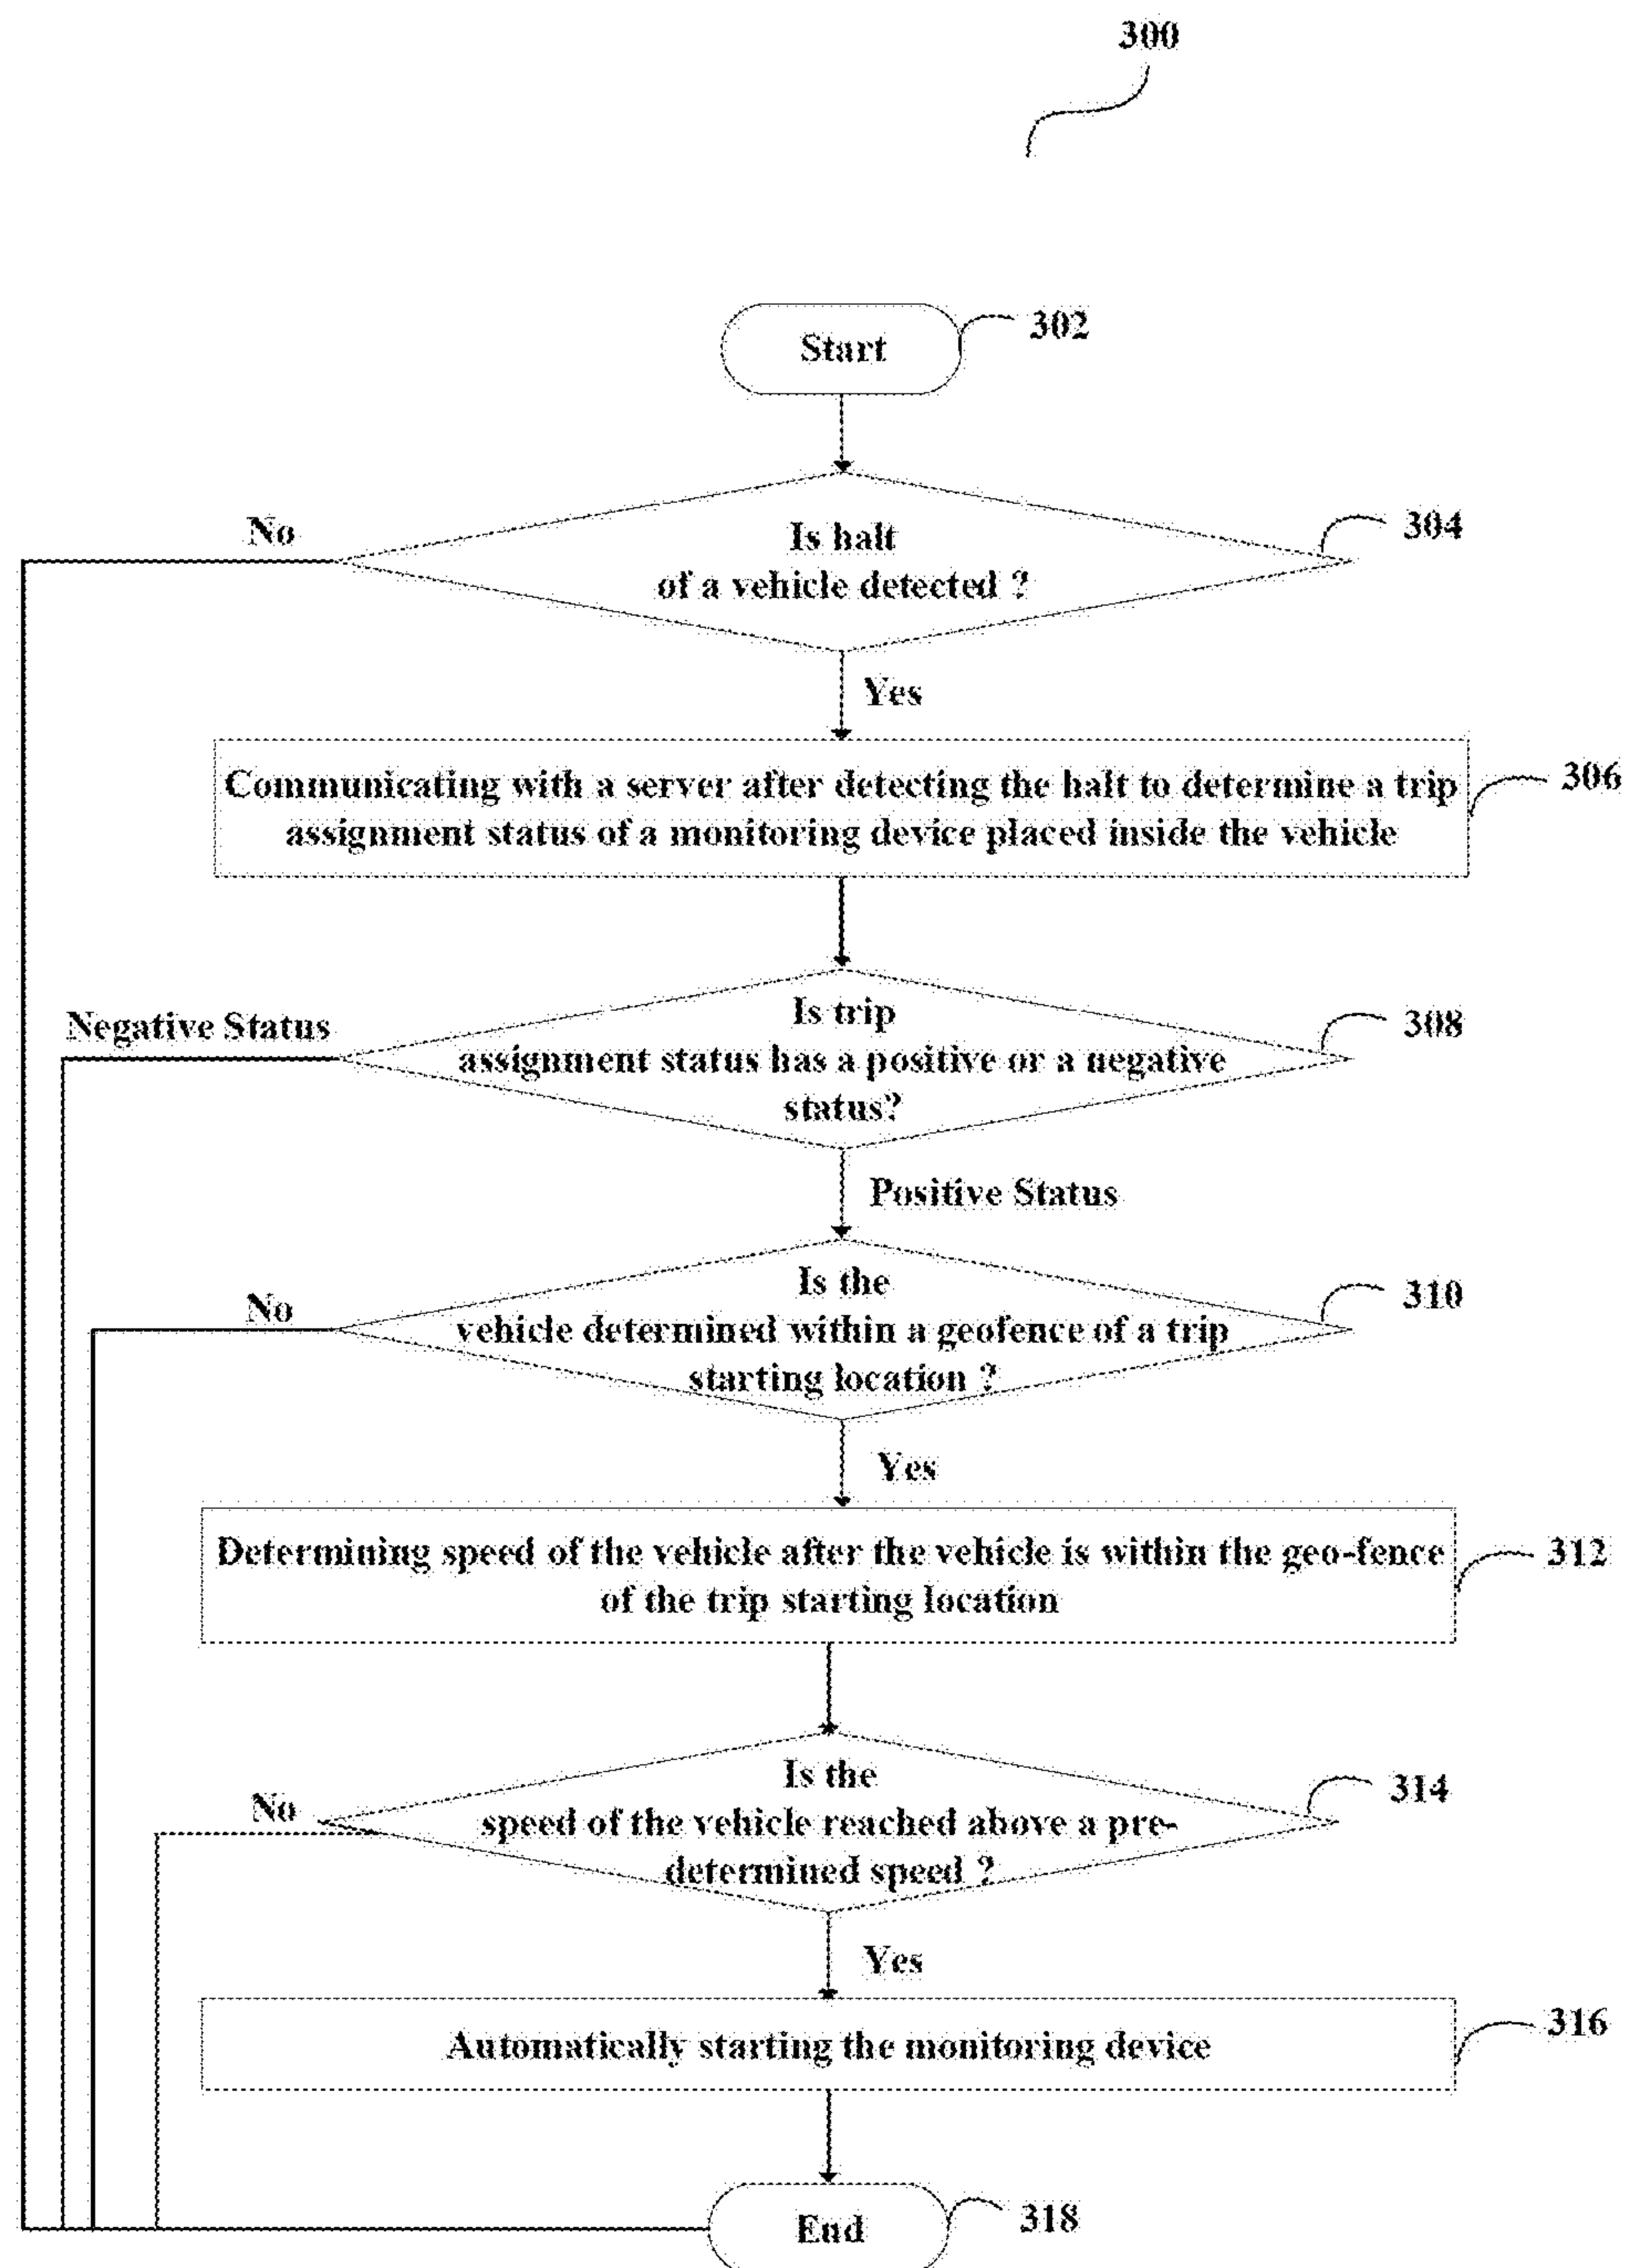 300
Start
302
No
Is halt
of a vehicle detected ?
304
Yes
Communicating with a server after detecting the halt to determine a trip
assignment status of a monitoring device placed inside the vehicle
306
Negative Status
Is trip
assignment status has a positive or a negative
status?
308
Positive Status
No
Is the
vehicle determined within a geofence of a trip
starting location ?
310
Yes
Determining speed of the vehicle after the vehicle is within the geo-fence
of the trip starting location
312
No
Is the
speed of the vehicle reached above a pre-
determined speed ?
314
Yes
Automatically starting the monitoring device
316
End
318